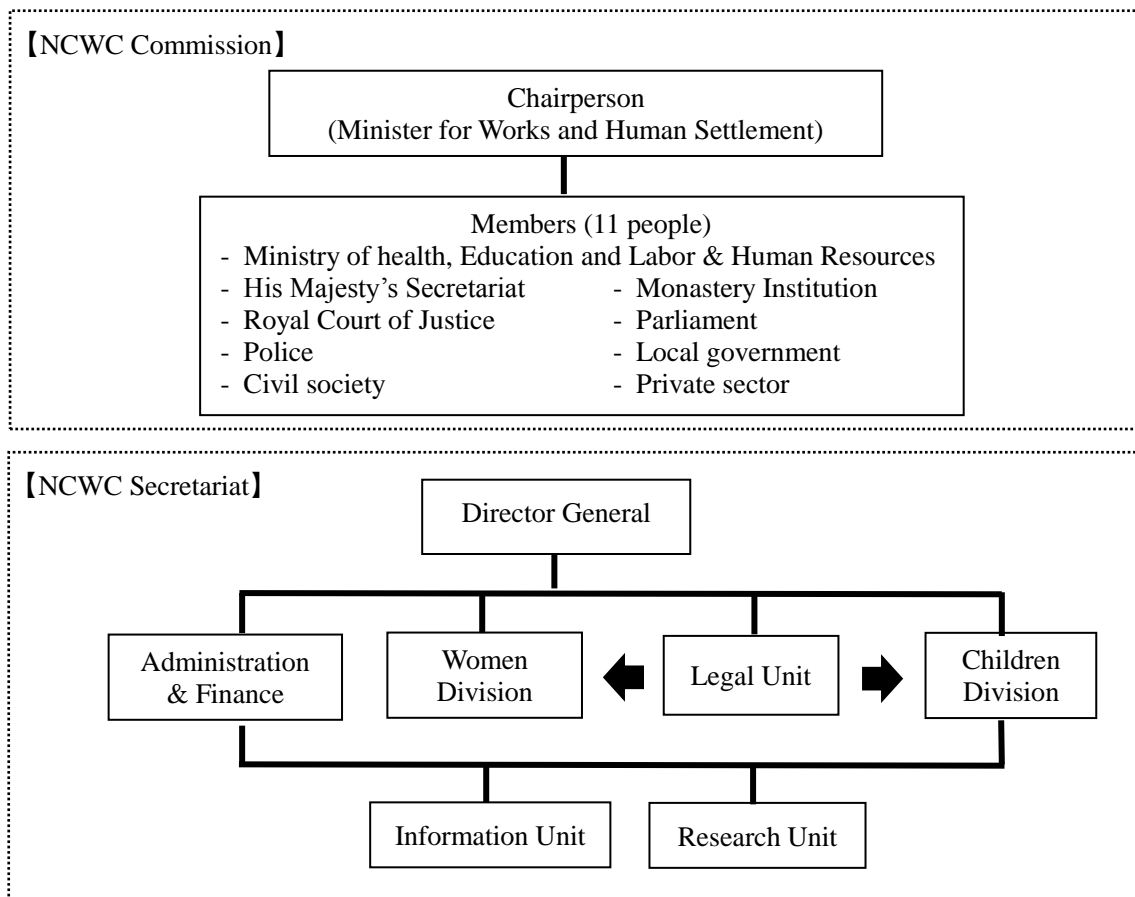 【NCWC Commission】
Chairperson
(Minister for Works and Human Settlement)
Members (11 people)
- Ministry of health, Education and Labor & Human Resources
- His Majesty’s Secretariat - Monastery Institution
- Royal Court of Justice - Parliament
- Police - Local government
- Civil society - Private sector
【NCWC Secretariat】
Director General
Administration
& Finance
Women
Division
Legal Unit
Children
Division
Information Unit
Research Unit